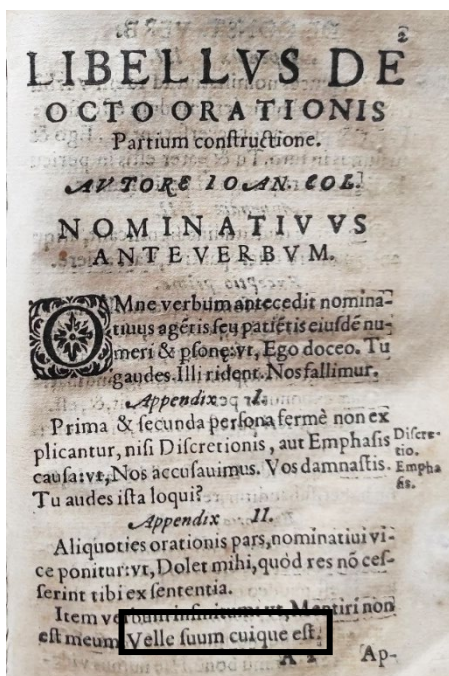 2
LIBELLVS DE
OCTO ORATIONIS
Partium constructione.
AVTORE IOAN. COL.
NOMINATIVVS
ANTE VERBVM.
OMne verbum antecedit nomina-
tiuus agētis seu patiētis eiusdē nu-
meri & psonę: vt, Ego doceo. Tu
gaudes. Illi rident. Nos fallimur.
Appendix I.
Prima & secunda persona fermè non ex
plicantur, nisi Discretionis, aut Emphasis
Discre-
tio.
causa: vt, Nos accusauimus. Vos damnastis.
Empha
sis.
Tu audes ista loqui?
Appendix II.
Aliquoties orationis pars, nominatiui vi-
ce ponitur: vt, Dolet mihi, quòd res nō ces-
serint tibi ex sententia.
Item verbum infinitum: vt, Mentiri non
est meum. Velle suum cuique est.
Ap-